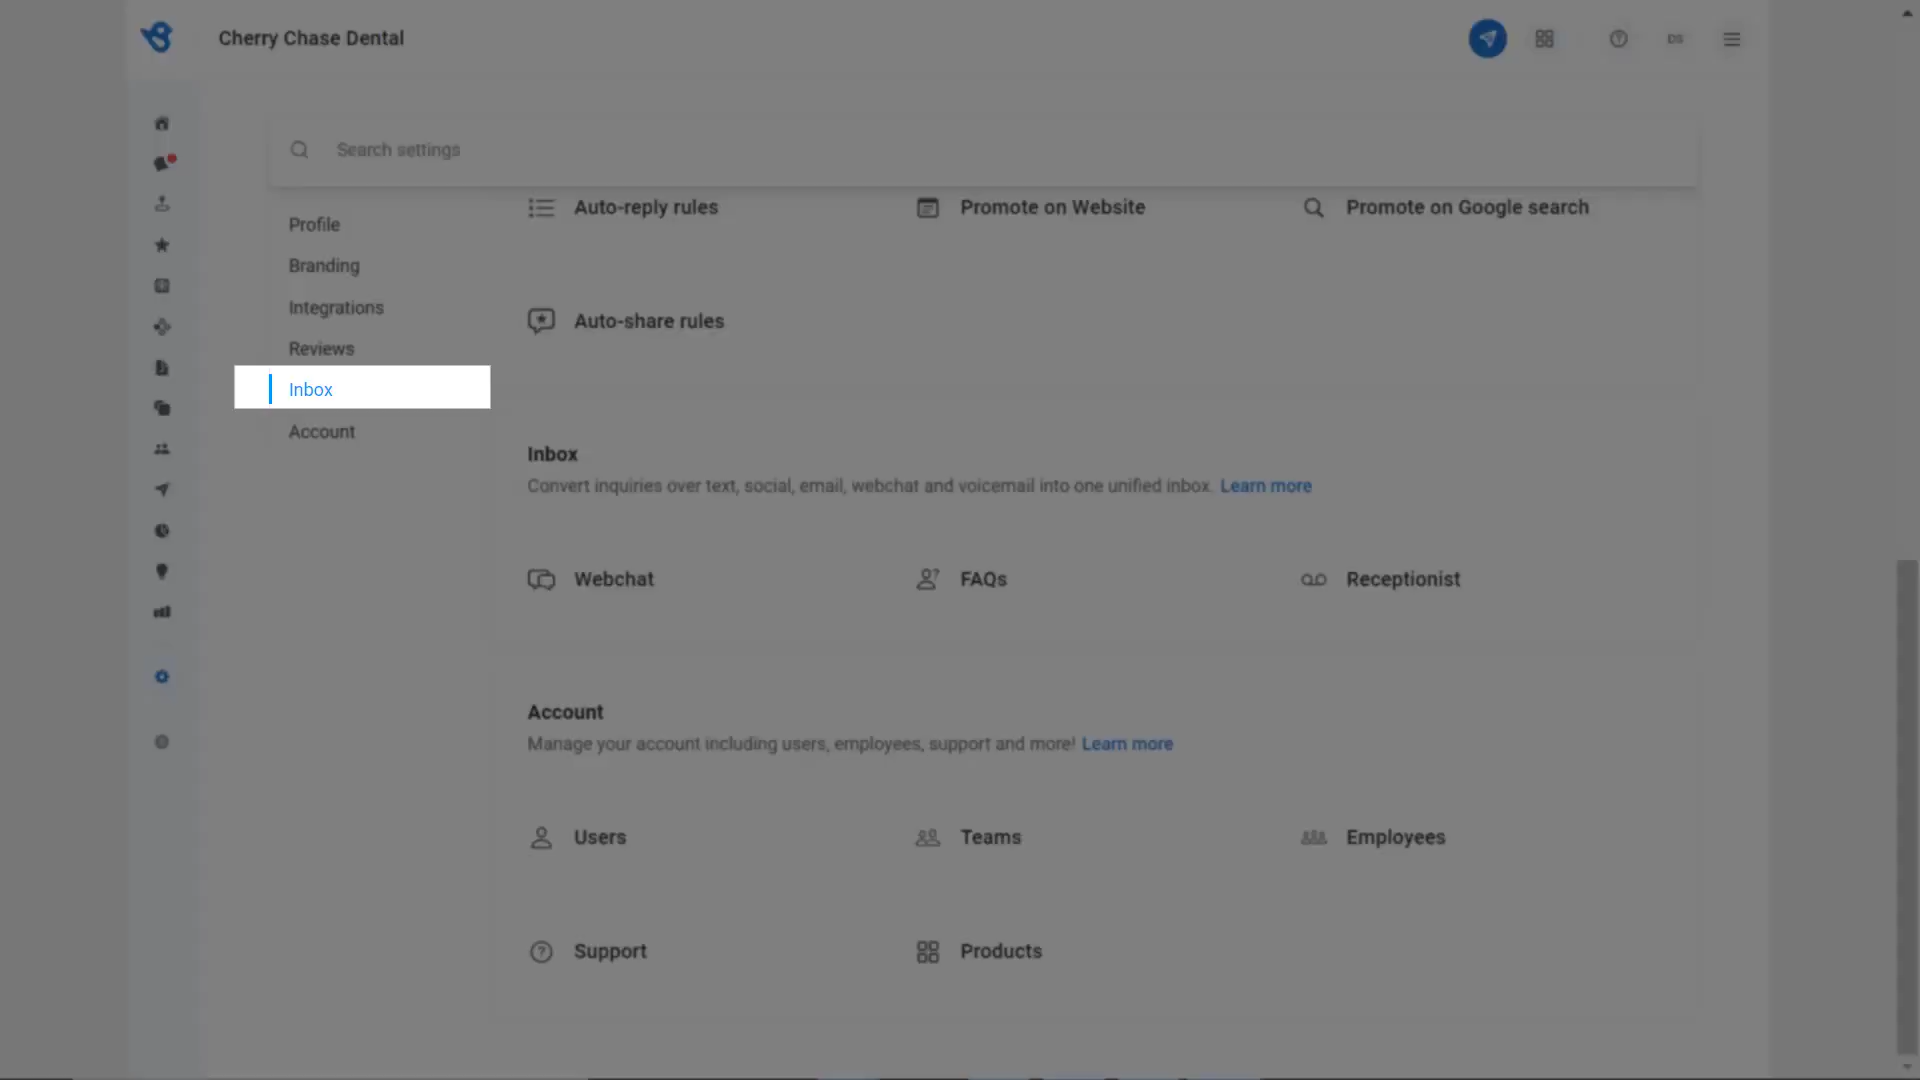 Cherry Chase Dental
DS
Search settings
Profile
Branding
Integrations
Reviews
Inbox
Account
Auto-reply rules
Promote on Website
Promote on Google search
Auto-share rules
Inbox
Convert inquiries over text, social, email, webchat and voicemail into one unified inbox. Learn more
Webchat
FAQs
Receptionist
Account
Manage your account including users, employees, support and more! Learn more
Users
Teams
Employees
Support
Products